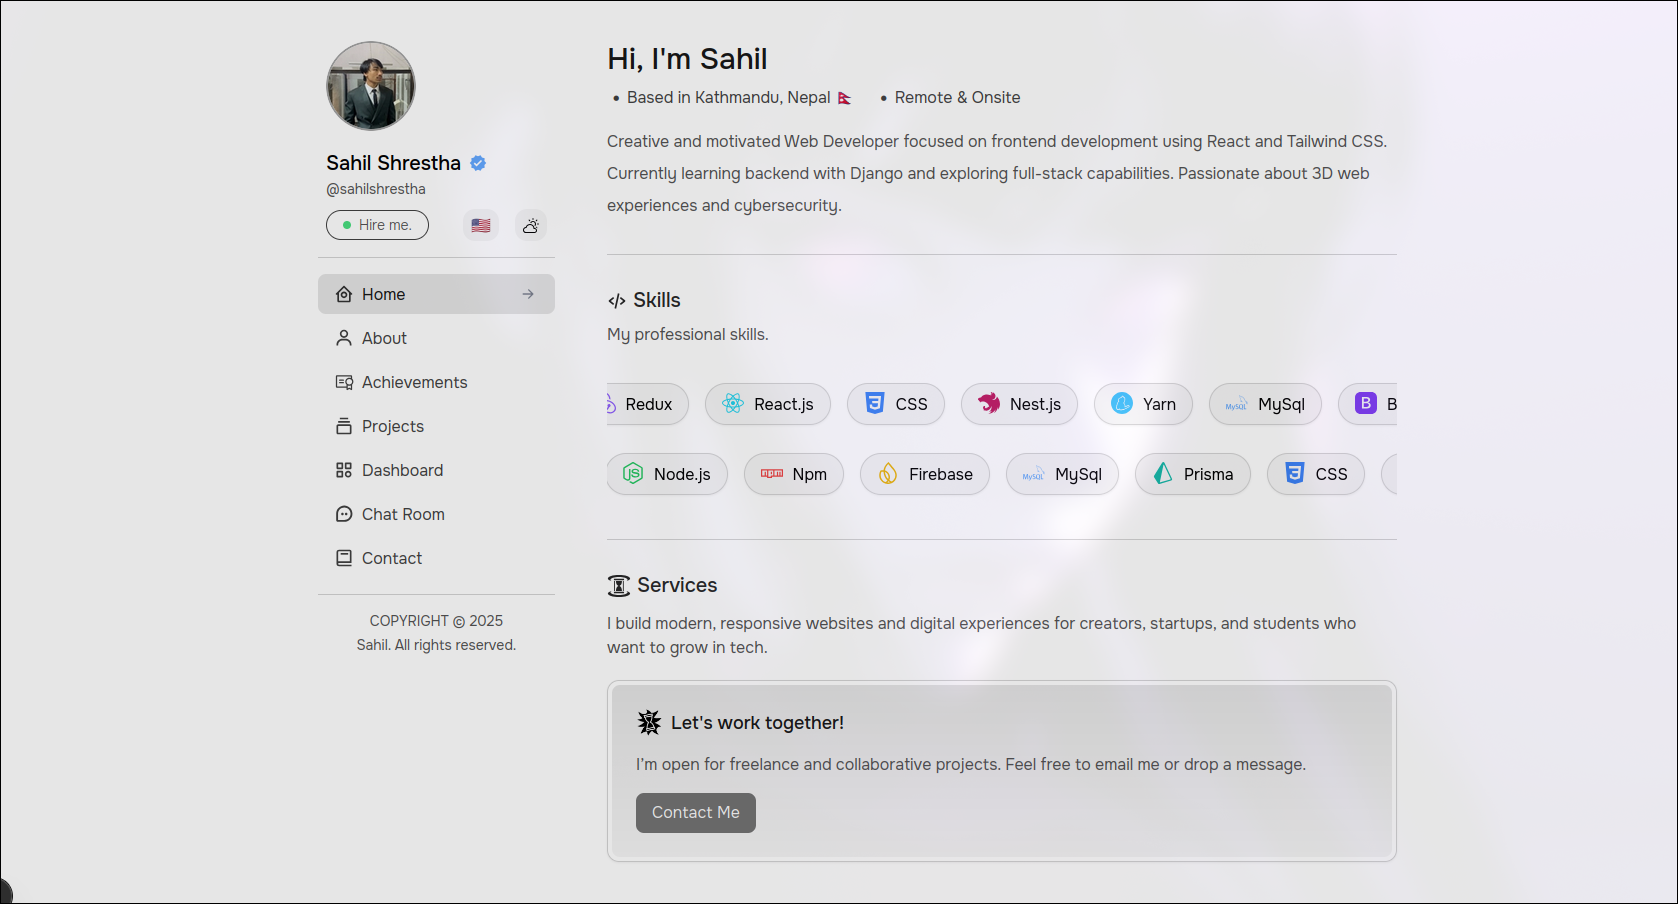 Sahil Shrestha
@sahilshrestha
Hire me.
Home
About
Achievements
Projects
Dashboard
Chat Room
Contact
COPYRIGHT © 2025
Sahil. All rights reserved.
Hi, I'm Sahil
• Based in Kathmandu, Nepal 🇳🇵 • Remote & Onsite
Creative and motivated Web Developer focused on frontend development using React and Tailwind CSS.
Currently learning backend with Django and exploring full-stack capabilities. Passionate about 3D web
experiences and cybersecurity.
</> Skills
My professional skills.
Redux React.js CSS Nest.js Yarn MySQL MySql B B
JS Node.js npm Npm Firebase MySQL MySql Prisma CSS
Services
I build modern, responsive websites and digital experiences for creators, startups, and students who
want to grow in tech.
Let's work together!
I'm open for freelance and collaborative projects. Feel free to email me or drop a message.
Contact Me